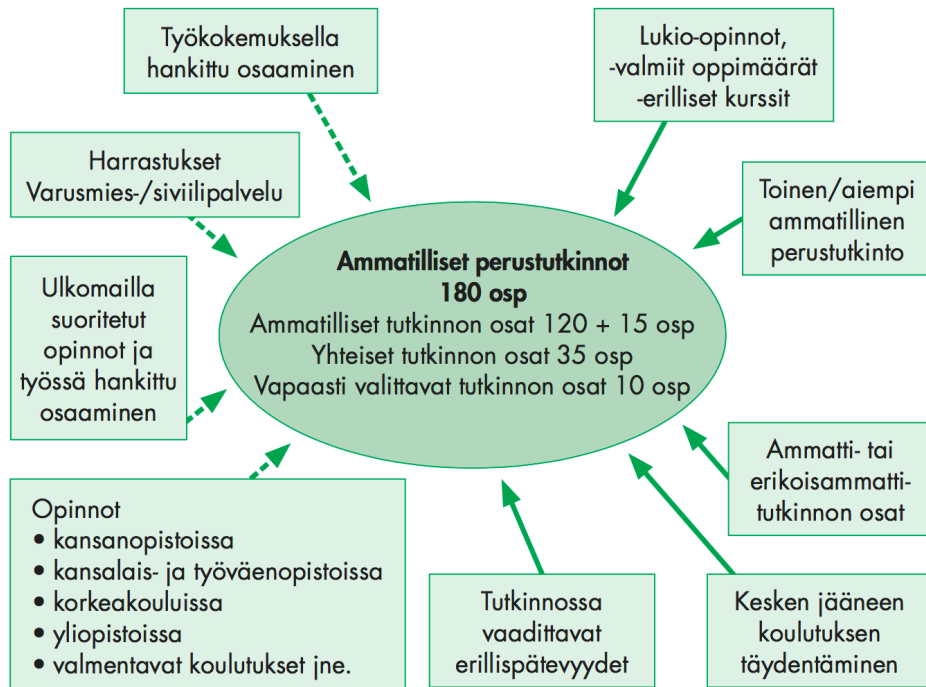 Työkokemuksella
hankittu osaaminen
Lukio-opinnot,
-valmiit oppimäärät
-erilliset kurssit
Harrastukset
Varusmies-/siviilipalvelu
Toinen/aiempi
ammatillinen
perustutkinto
Ulkomailla
suoritetut
opinnot ja
työssä hankittu
osaaminen
Ammatilliset perustutkinnot
180 osp
Ammatilliset tutkinnon osat 120 + 15 osp
Yhteiset tutkinnon osat 35 osp
Vapaasti valittavat tutkinnon osat 10 osp
Ammatti- tai
erikoisammatti-
tutkinnon osat
Opinnot
• kansanopistoissa
• kansalais- ja työväenopistoissa
• korkeakouluissa
• yliopistoissa
• valmentavat koulutukset jne.
Tutkinnossa
vaadittavat
erillispätevyydet
Kesken jääneen
koulutuksen
täydentäminen